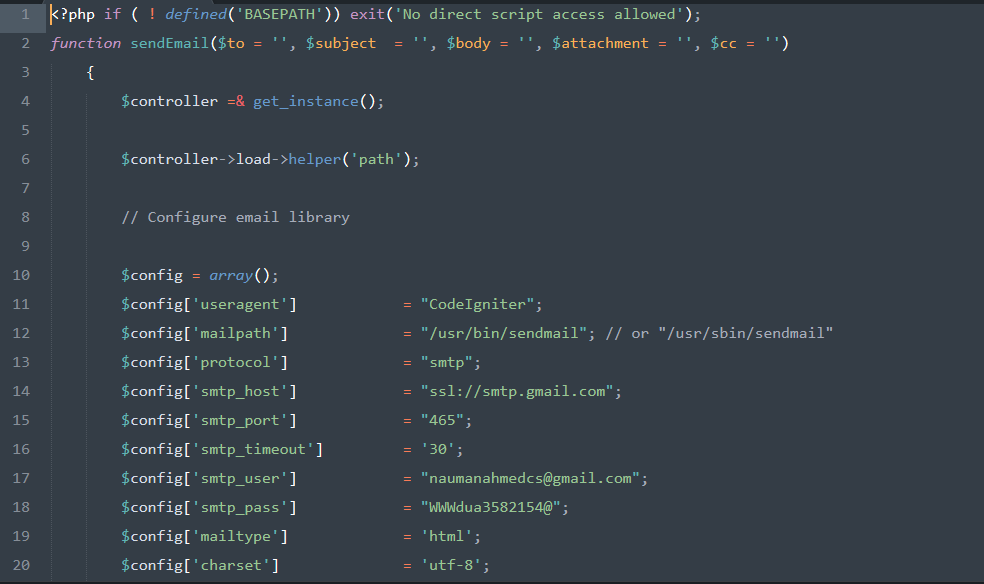 1 <?php if ( ! defined('BASEPATH')) exit('No direct script access allowed');
2 function sendEmail($to = '', $subject  = '', $body = '', $attachment = '', $cc = '')
3     {
4         $controller =& get_instance();
5
6         $controller->load->helper('path');
7
8         // Configure email library
9
10         $config = array();
11         $config['useragent']            = "CodeIgniter";
12         $config['mailpath']             = "/usr/bin/sendmail"; // or "/usr/sbin/sendmail"
13         $config['protocol']             = "smtp";
14         $config['smtp_host']            = "ssl://smtp.gmail.com";
15         $config['smtp_port']            = "465";
16         $config['smtp_timeout']         = '30';
17         $config['smtp_user']            = "naumanahmedcs@gmail.com";
18         $config['smtp_pass']            = "WWWdua3582154@";
19         $config['mailtype']             = 'html';
20         $config['charset']              = 'utf-8';